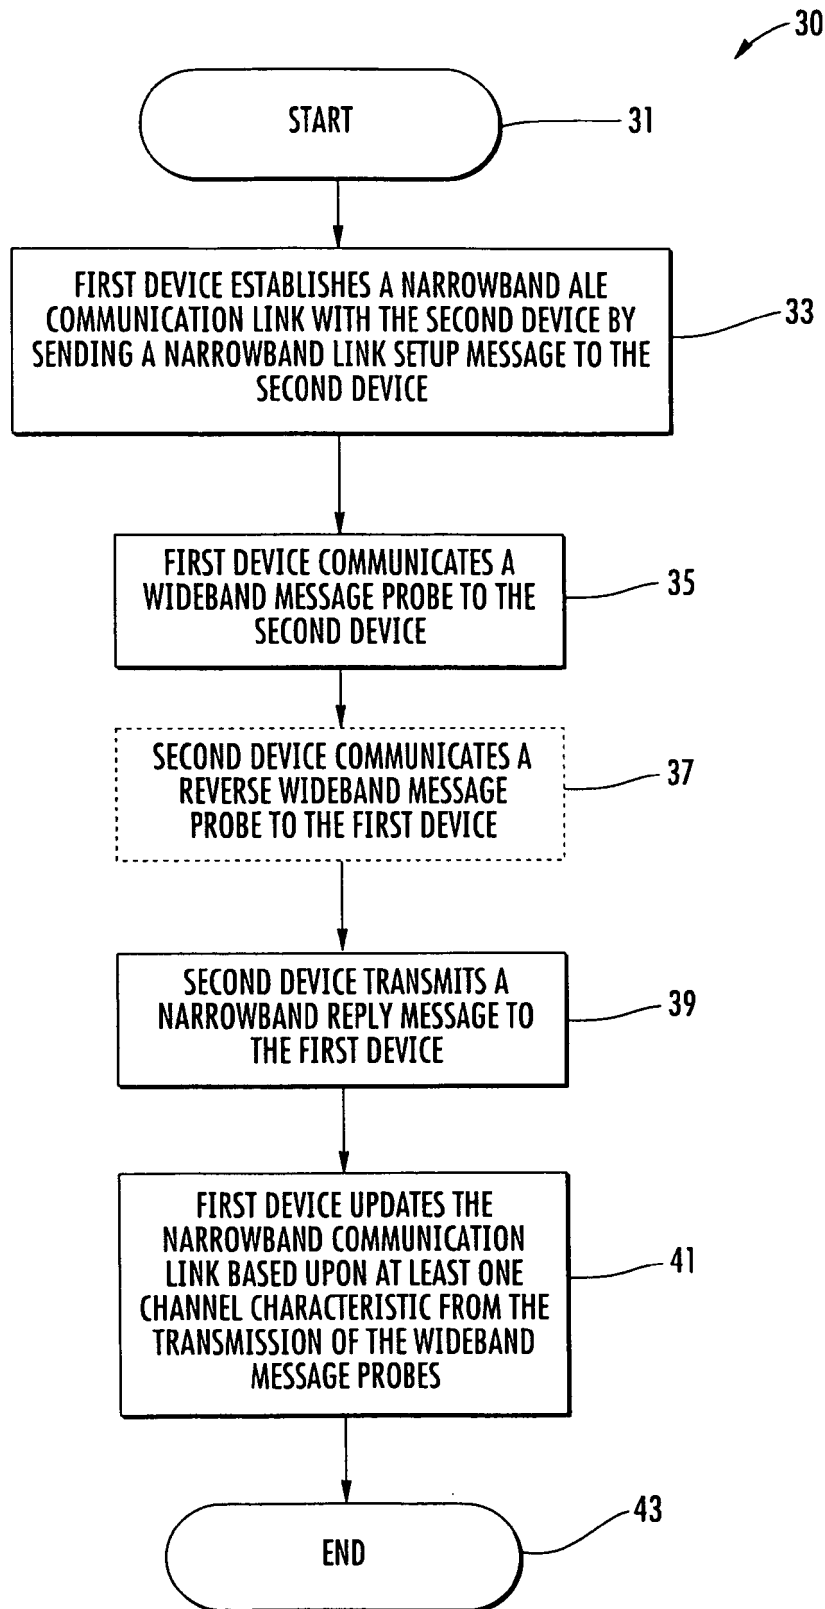 30
START
31
FIRST DEVICE ESTABLISHES A NARROWBAND ALE
COMMUNICATION LINK WITH THE SECOND DEVICE BY
SENDING A NARROWBAND LINK SETUP MESSAGE TO THE
SECOND DEVICE
33
FIRST DEVICE COMMUNICATES A
WIDEBAND MESSAGE PROBE TO THE
SECOND DEVICE
35
SECOND DEVICE COMMUNICATES A
REVERSE WIDEBAND MESSAGE
PROBE TO THE FIRST DEVICE
37
SECOND DEVICE TRANSMITS A
NARROWBAND REPLY MESSAGE TO
THE FIRST DEVICE
39
FIRST DEVICE UPDATES THE
NARROWBAND COMMUNICATION
LINK BASED UPON AT LEAST ONE
CHANNEL CHARACTERISTIC FROM THE
TRANSMISSION OF THE WIDEBAND
MESSAGE PROBES
41
END
43